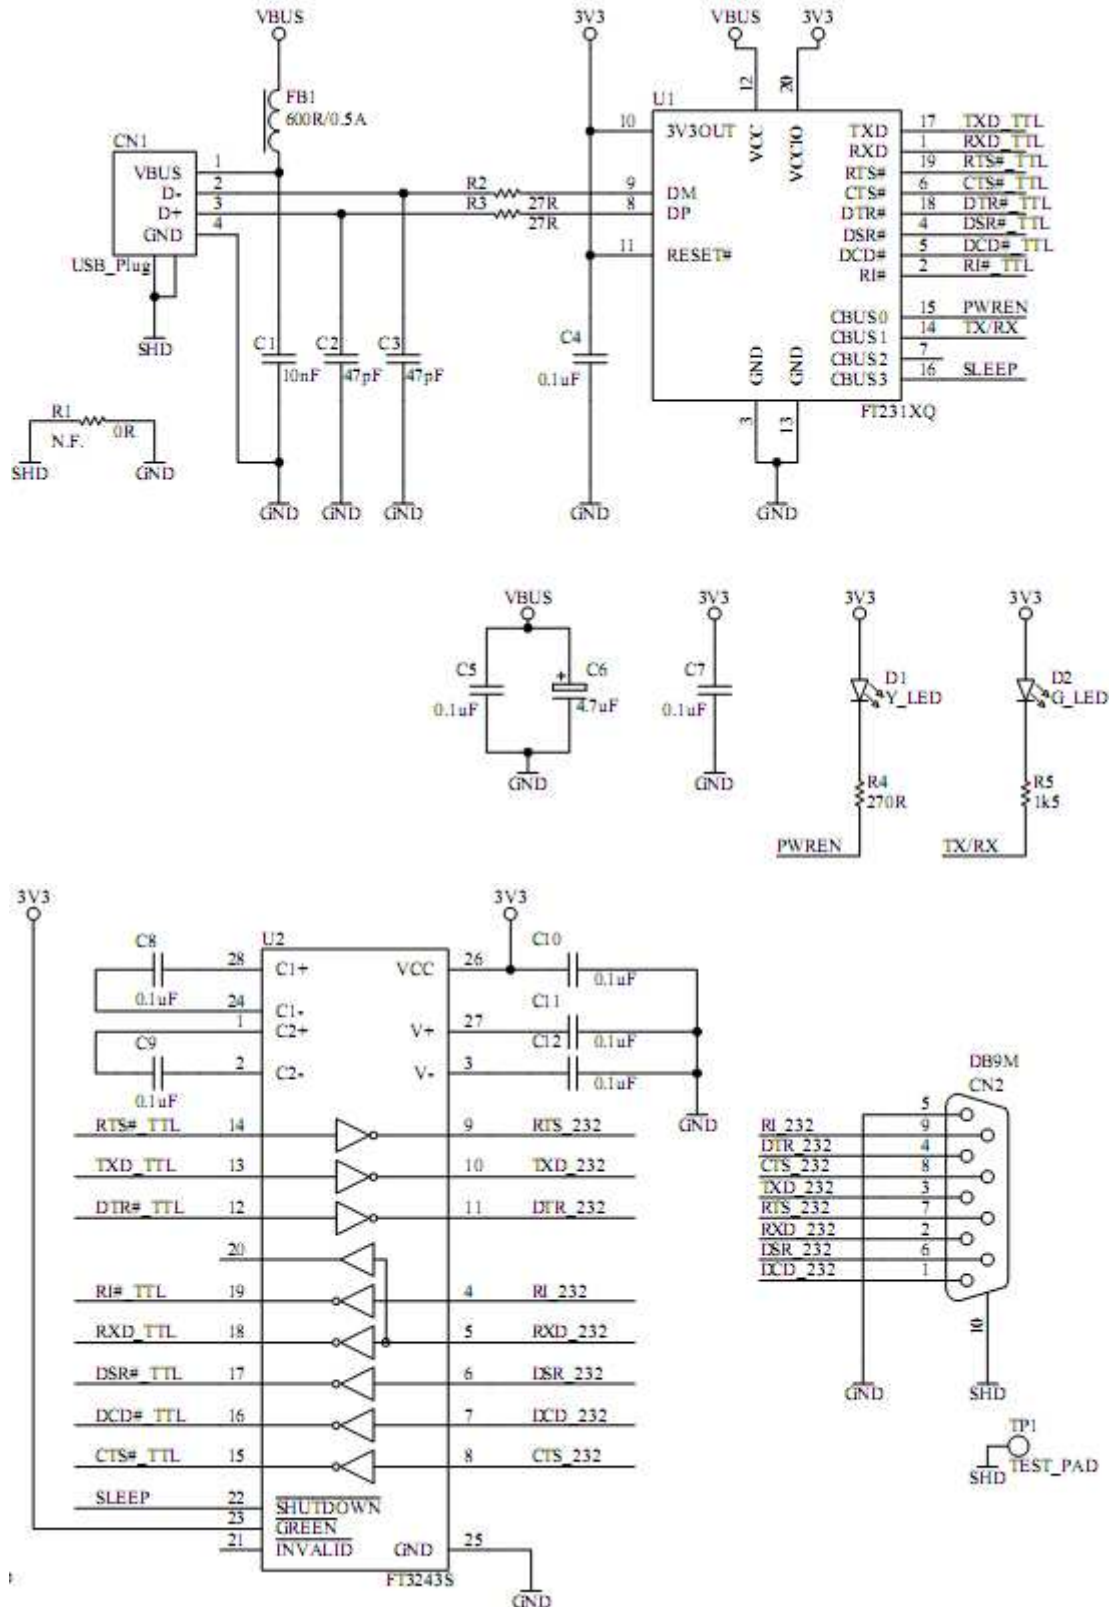 VBUS 3V3 VBUS 3V3
FB1
600R/0.5A
12 20
U1
CN1
10 3V3OUT VCC VCCIO TXD 17 TXD_TTL
RXD 1 RXD_TTL
VBUS 1 RTS# 19 RTS#_TTL
D- 2 R2 27R 9 DM CTS# 6 CTS#_TTL
D+ 3 R3 27R 8 DP DTR# 18 DTR#_TTL
GND 4 DSR# 4 DSR#_TTL
11 RESET# DCD# 5 DCD#_TTL
USB_Plug RI# 2 RI#_TTL
CBUS0 15 PWREN
SHD CBUS1 14 TX/RX
C1 C2 C3 C4 GND GND CBUS2 7
10nF 47pF 47pF 0.1uF CBUS3 16 SLEEP
FT231XQ
R1 3 13
N.F. 0R
SHD GND
GND GND GND GND GND
VBUS 3V3 3V3 3V3
C5 C6 C7 D1 D2
0.1uF 4.7uF 0.1uF Y_LED G_LED
GND GND R4 R5
270R 1k5
PWREN TX/RX
3V3 3V3
C8 U2 C10
28 C1+ VCC 26
0.1uF 0.1uF
24 C1- C11
1 C2+ V+ 27
C9 C12 0.1uF
2 C2- V- 3
0.1uF 0.1uF
DB9M
CN2
RTS#_TTL 14 9 RTS_232 GND 5
RI_232 9
TXD_TTL 13 10 TXD_232 DTR_232 4
CTS_232 8
DTR#_TTL 12 11 DTR_232 TXD_232 3
RTS_232 7
20 RXD_232 2
DSR_232 6
RI#_TTL 19 4 RI_232 DCD_232 1
RXD_TTL 18 5 RXD_232 10
DSR#_TTL 17 6 DSR_232 GND SHD
DCD#_TTL 16 7 DCD_232 TP1
CTS#_TTL 15 8 CTS_232 SHD TEST_PAD
SLEEP 22 SHUTDOWN
23 GREEN
21 INVALID GND 25
FT3243S
GND